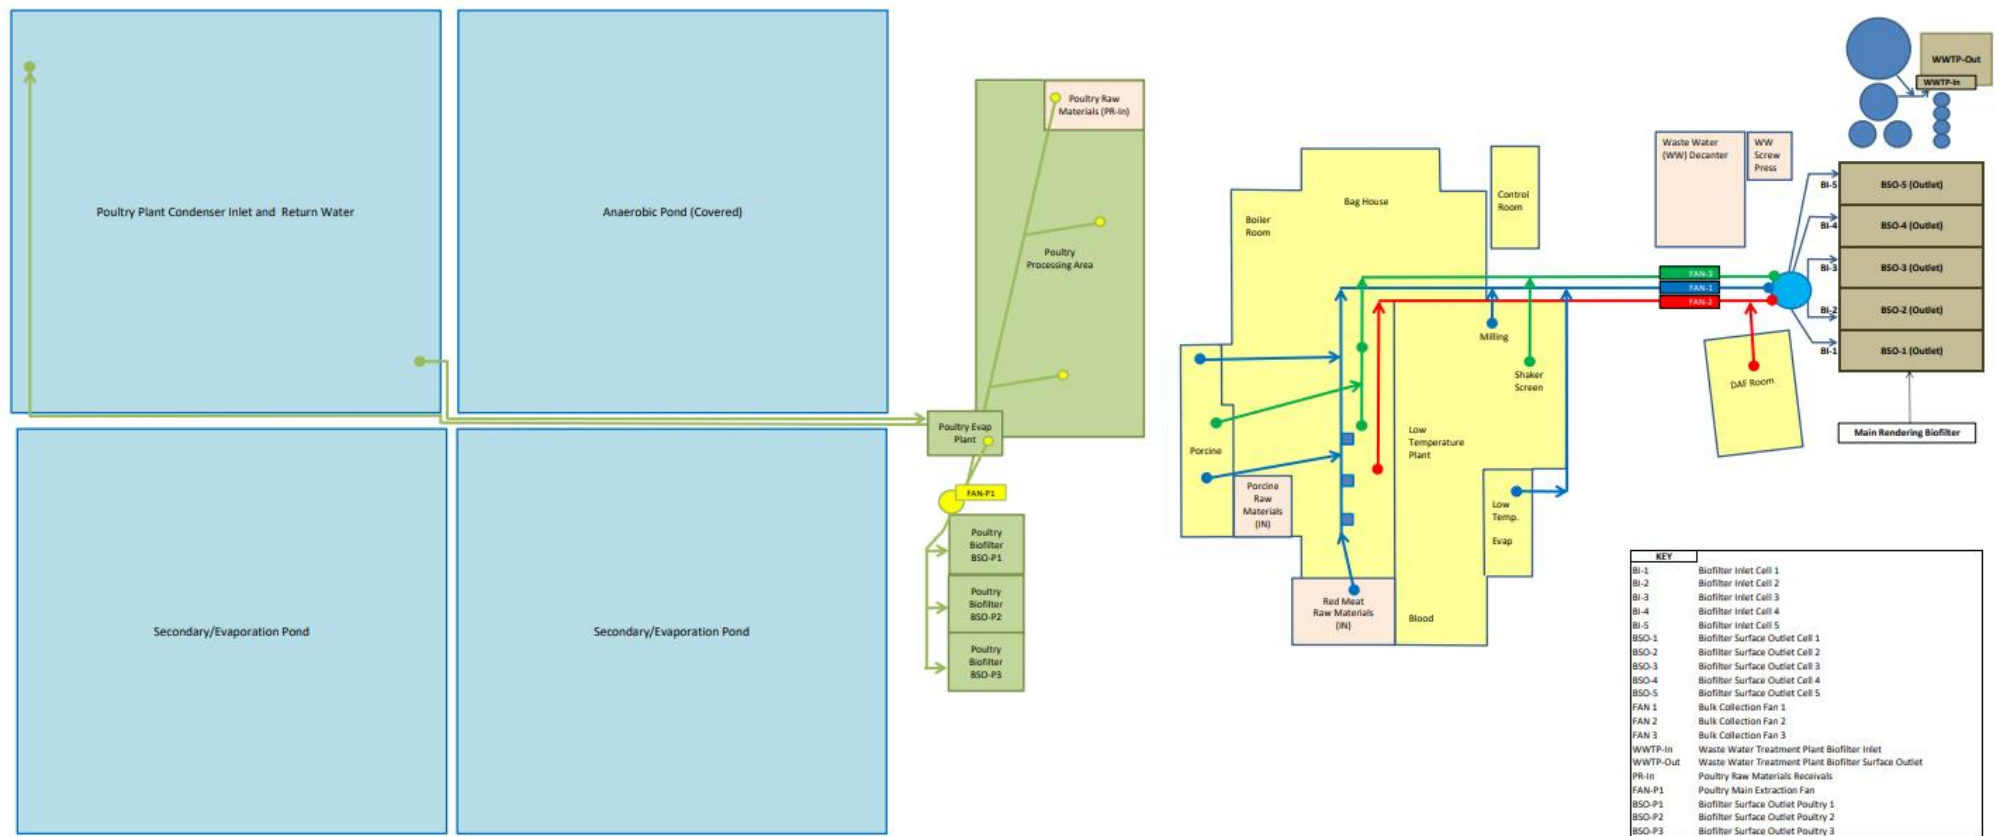 Poultry Plant Condenser Inlet and Return Water
Anaerobic Pond (Covered)
Secondary/Evaporation Pond
Secondary/Evaporation Pond
Poultry Raw
Materials (PR-In)
Poultry
Processing Area
Poultry Evap
Plant
FAN-P1
Poultry
Biofilter
BSO-P1
Poultry
Biofilter
BSO-P2
Poultry
Biofilter
BSO-P3
Bag House
Boiler
Room
Control
Room
Milling
Shaker
Screen
Porcine
Low
Temperature
Plant
Porcine
Raw
Materials
(IN)
Low
Temp.
Evap
Red Meat
Raw Materials
(IN)
Blood
Waste Water
(WW) Decanter
WW
Screw
Press
FAN-3
FAN-1
FAN-2
DAF Room
WWTP-Out
WWTP-In
BI-5
BSO-5 (Outlet)
BI-4
BSO-4 (Outlet)
BI-3
BSO-3 (Outlet)
BI-2
BSO-2 (Outlet)
BI-1
BSO-1 (Outlet)
Main Rendering Biofilter
KEY
BI-1 Biofilter Inlet Cell 1
BI-2 Biofilter Inlet Cell 2
BI-3 Biofilter Inlet Cell 3
BI-4 Biofilter Inlet Cell 4
BI-5 Biofilter Inlet Cell 5
BSO-1 Biofilter Surface Outlet Cell 1
BSO-2 Biofilter Surface Outlet Cell 2
BSO-3 Biofilter Surface Outlet Cell 3
BSO-4 Biofilter Surface Outlet Cell 4
BSO-5 Biofilter Surface Outlet Cell 5
FAN 1 Bulk Collection Fan 1
FAN 2 Bulk Collection Fan 2
FAN 3 Bulk Collection Fan 3
WWTP-In Waste Water Treatment Plant Biofilter Inlet
WWTP-Out Waste Water Treatment Plant Biofilter Surface Outlet
PR-In Poultry Raw Materials Receivals
FAN-P1 Poultry Main Extraction Fan
BSO-P1 Biofilter Surface Outlet Poultry 1
BSO-P2 Biofilter Surface Outlet Poultry 2
BSO-P3 Biofilter Surface Outlet Poultry 3